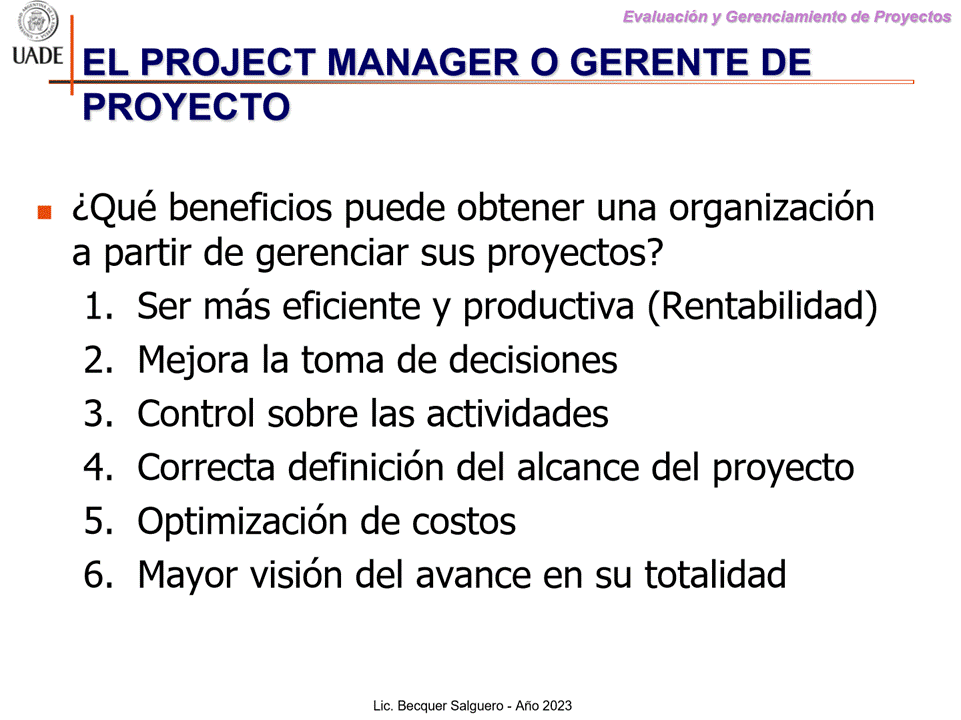 Evaluación y Gerenciamiento de Proyectos
UADE
EL PROJECT MANAGER O GERENTE DE
PROYECTO
¿Qué beneficios puede obtener una organización
a partir de gerenciar sus proyectos?
1. Ser más eficiente y productiva (Rentabilidad)
2. Mejora la toma de decisiones
3. Control sobre las actividades
4. Correcta definición del alcance del proyecto
5. Optimización de costos
6. Mayor visión del avance en su totalidad
Lic. Becquer Salguero - Año 2023